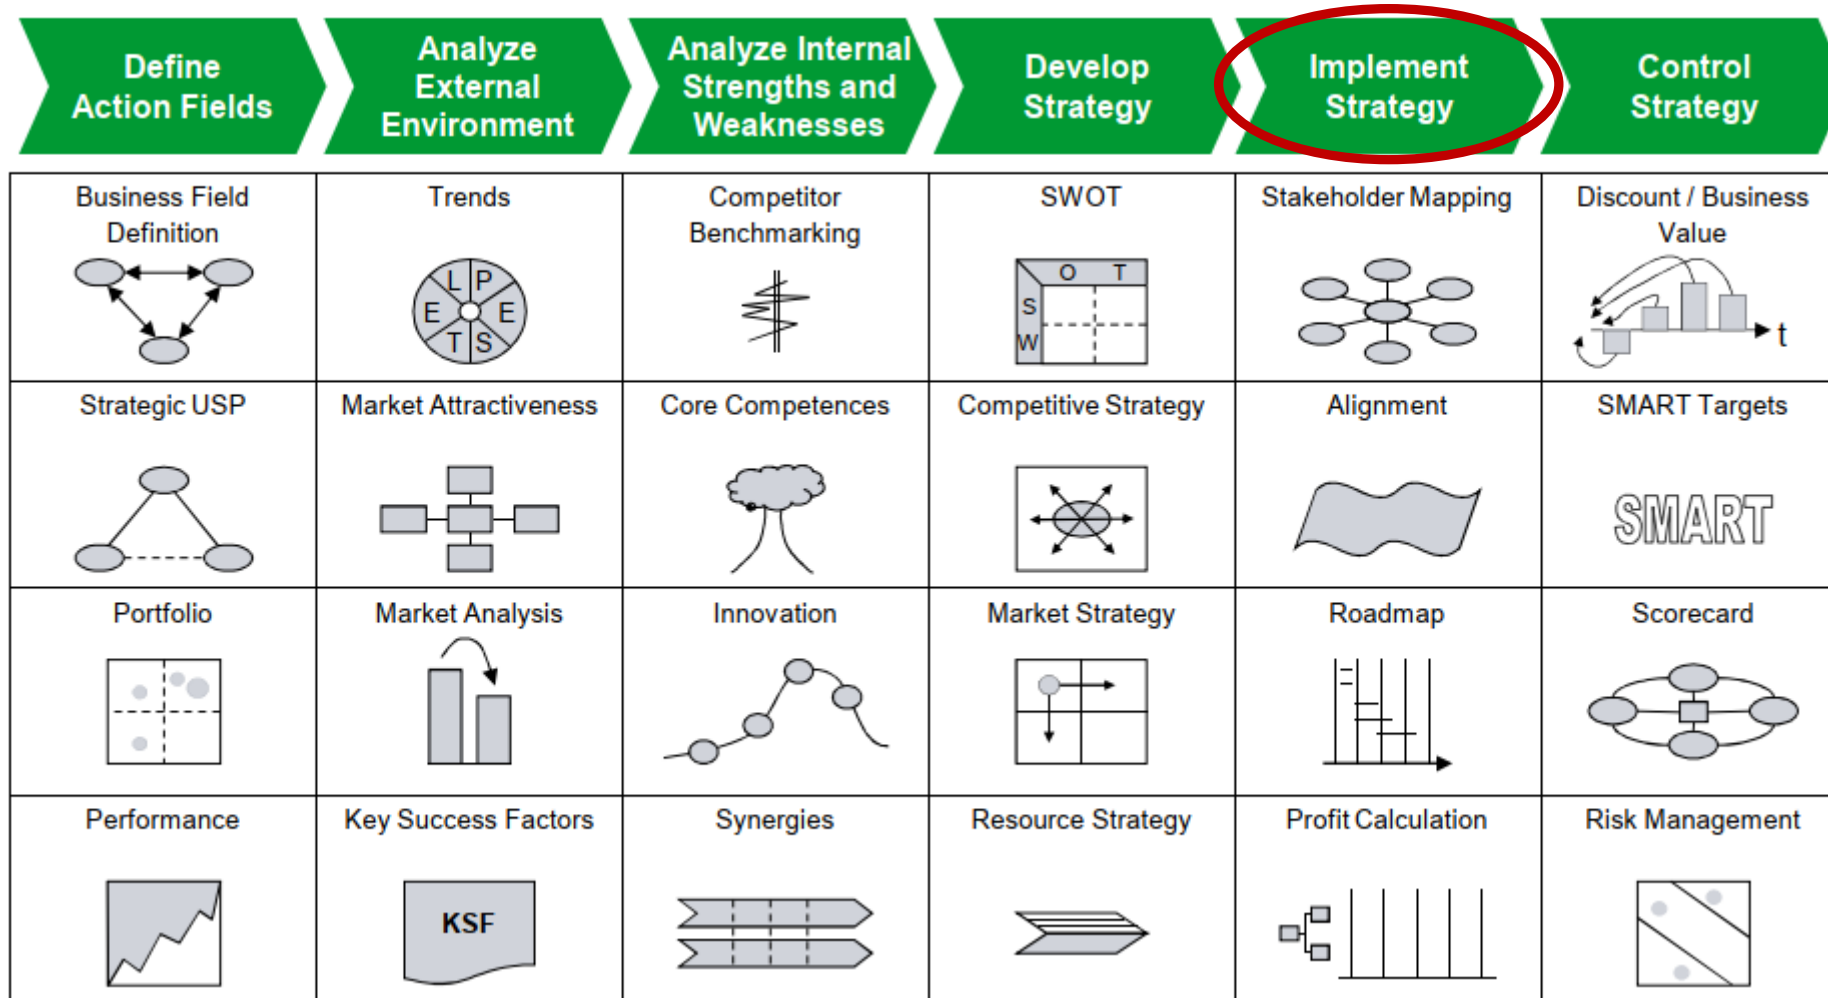 Define
Action Fields
Analyze
External
Environment
Analyze Internal
Strengths and
Weaknesses
Develop
Strategy
Implement
Strategy
Control
Strategy
Business Field
Definition
Trends
L P
E E
T S
Competitor
Benchmarking
SWOT
O T
S
W
Stakeholder Mapping
Discount / Business
Value
t
Strategic USP
Market Attractiveness
Core Competences
Competitive Strategy
Alignment
SMART Targets
SMART
Portfolio
Market Analysis
Innovation
Market Strategy
Roadmap
Scorecard
Performance
Key Success Factors
KSF
Synergies
Resource Strategy
Profit Calculation
Risk Management